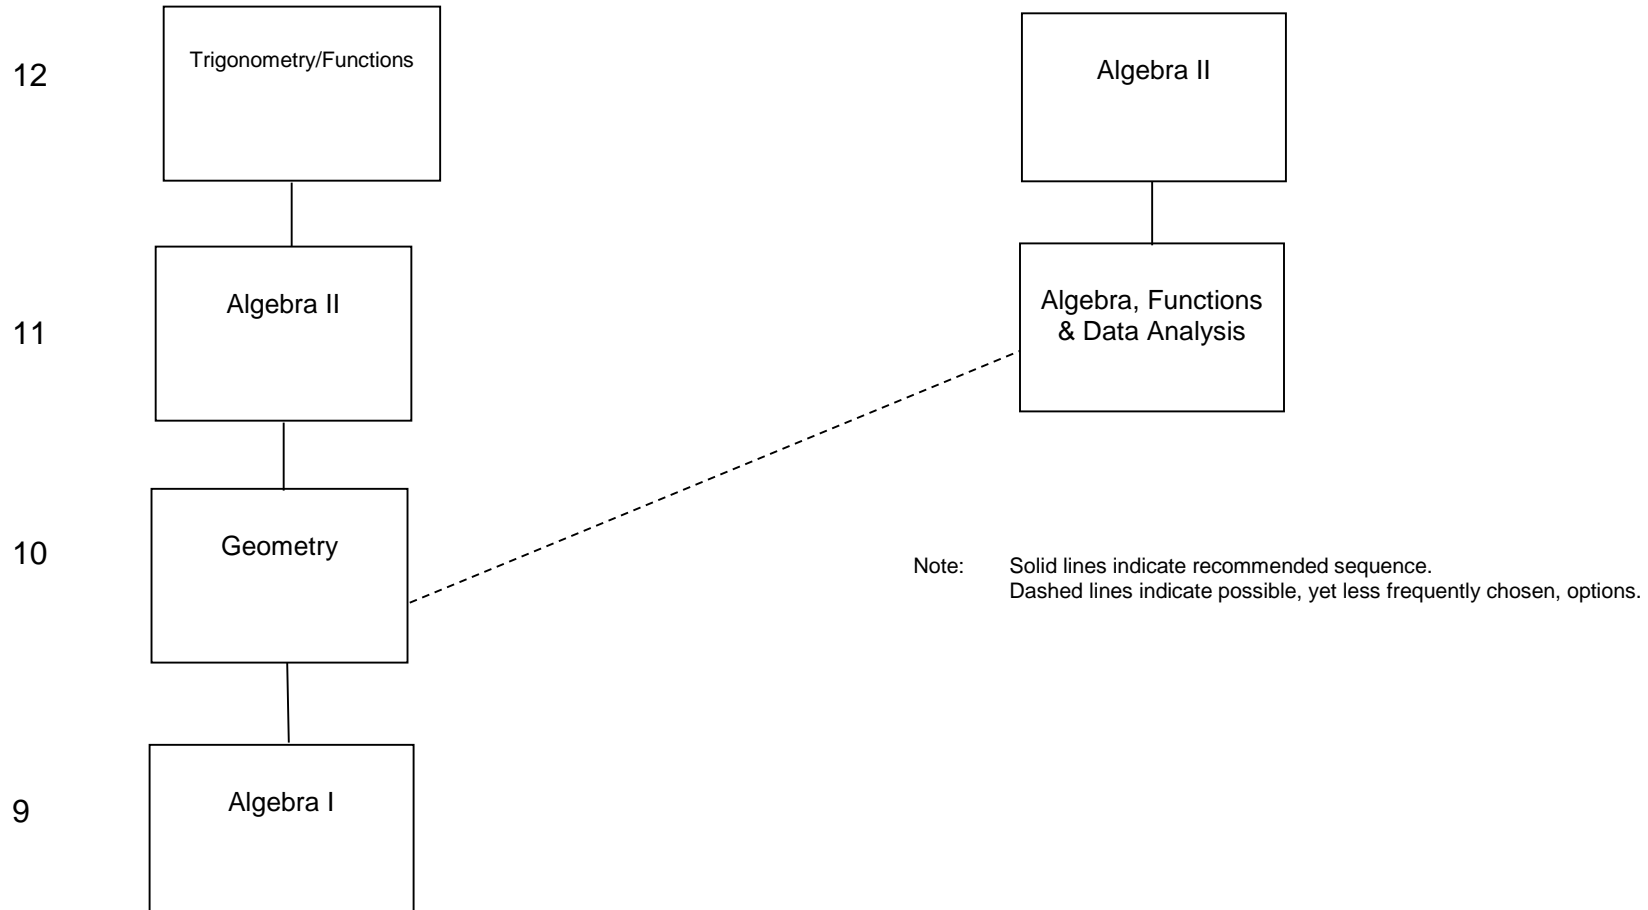 12
Trigonometry/Functions
Algebra II
11
Algebra II
Algebra, Functions
& Data Analysis
10
Geometry
Note: Solid lines indicate recommended sequence.
Dashed lines indicate possible, yet less frequently chosen, options.
9
Algebra I